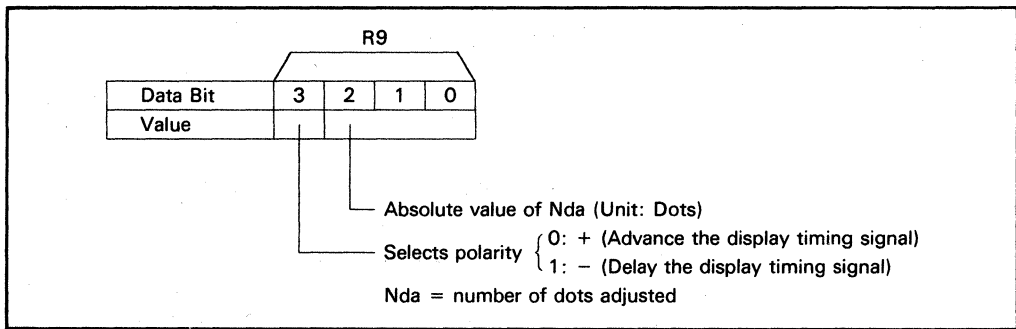 R9
Data Bit 3 2 1 0
Value
Absolute value of Nda (Unit: Dots)
Selects polarity { 0: + (Advance the display timing signal)
1: − (Delay the display timing signal)
Nda = number of dots adjusted